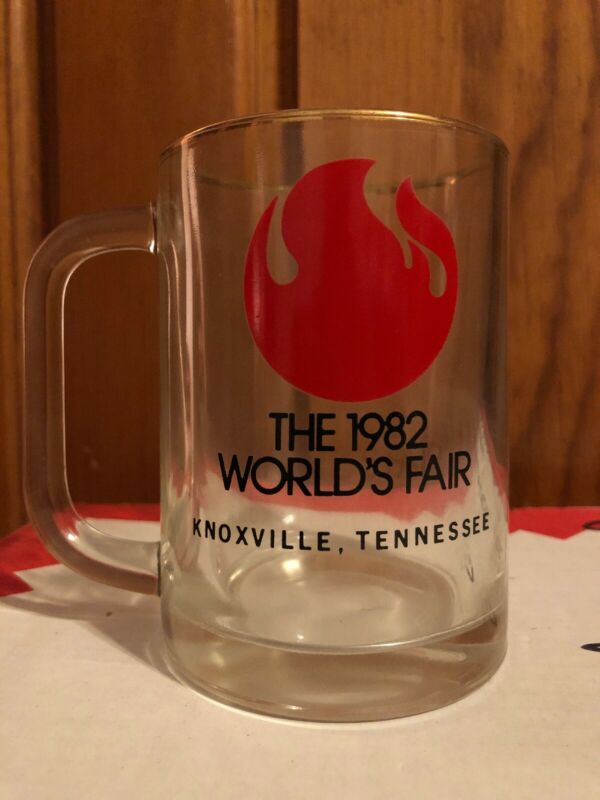 THE 1982
WORLD'S FAIR
KNOXVILLE, TENNESSEE